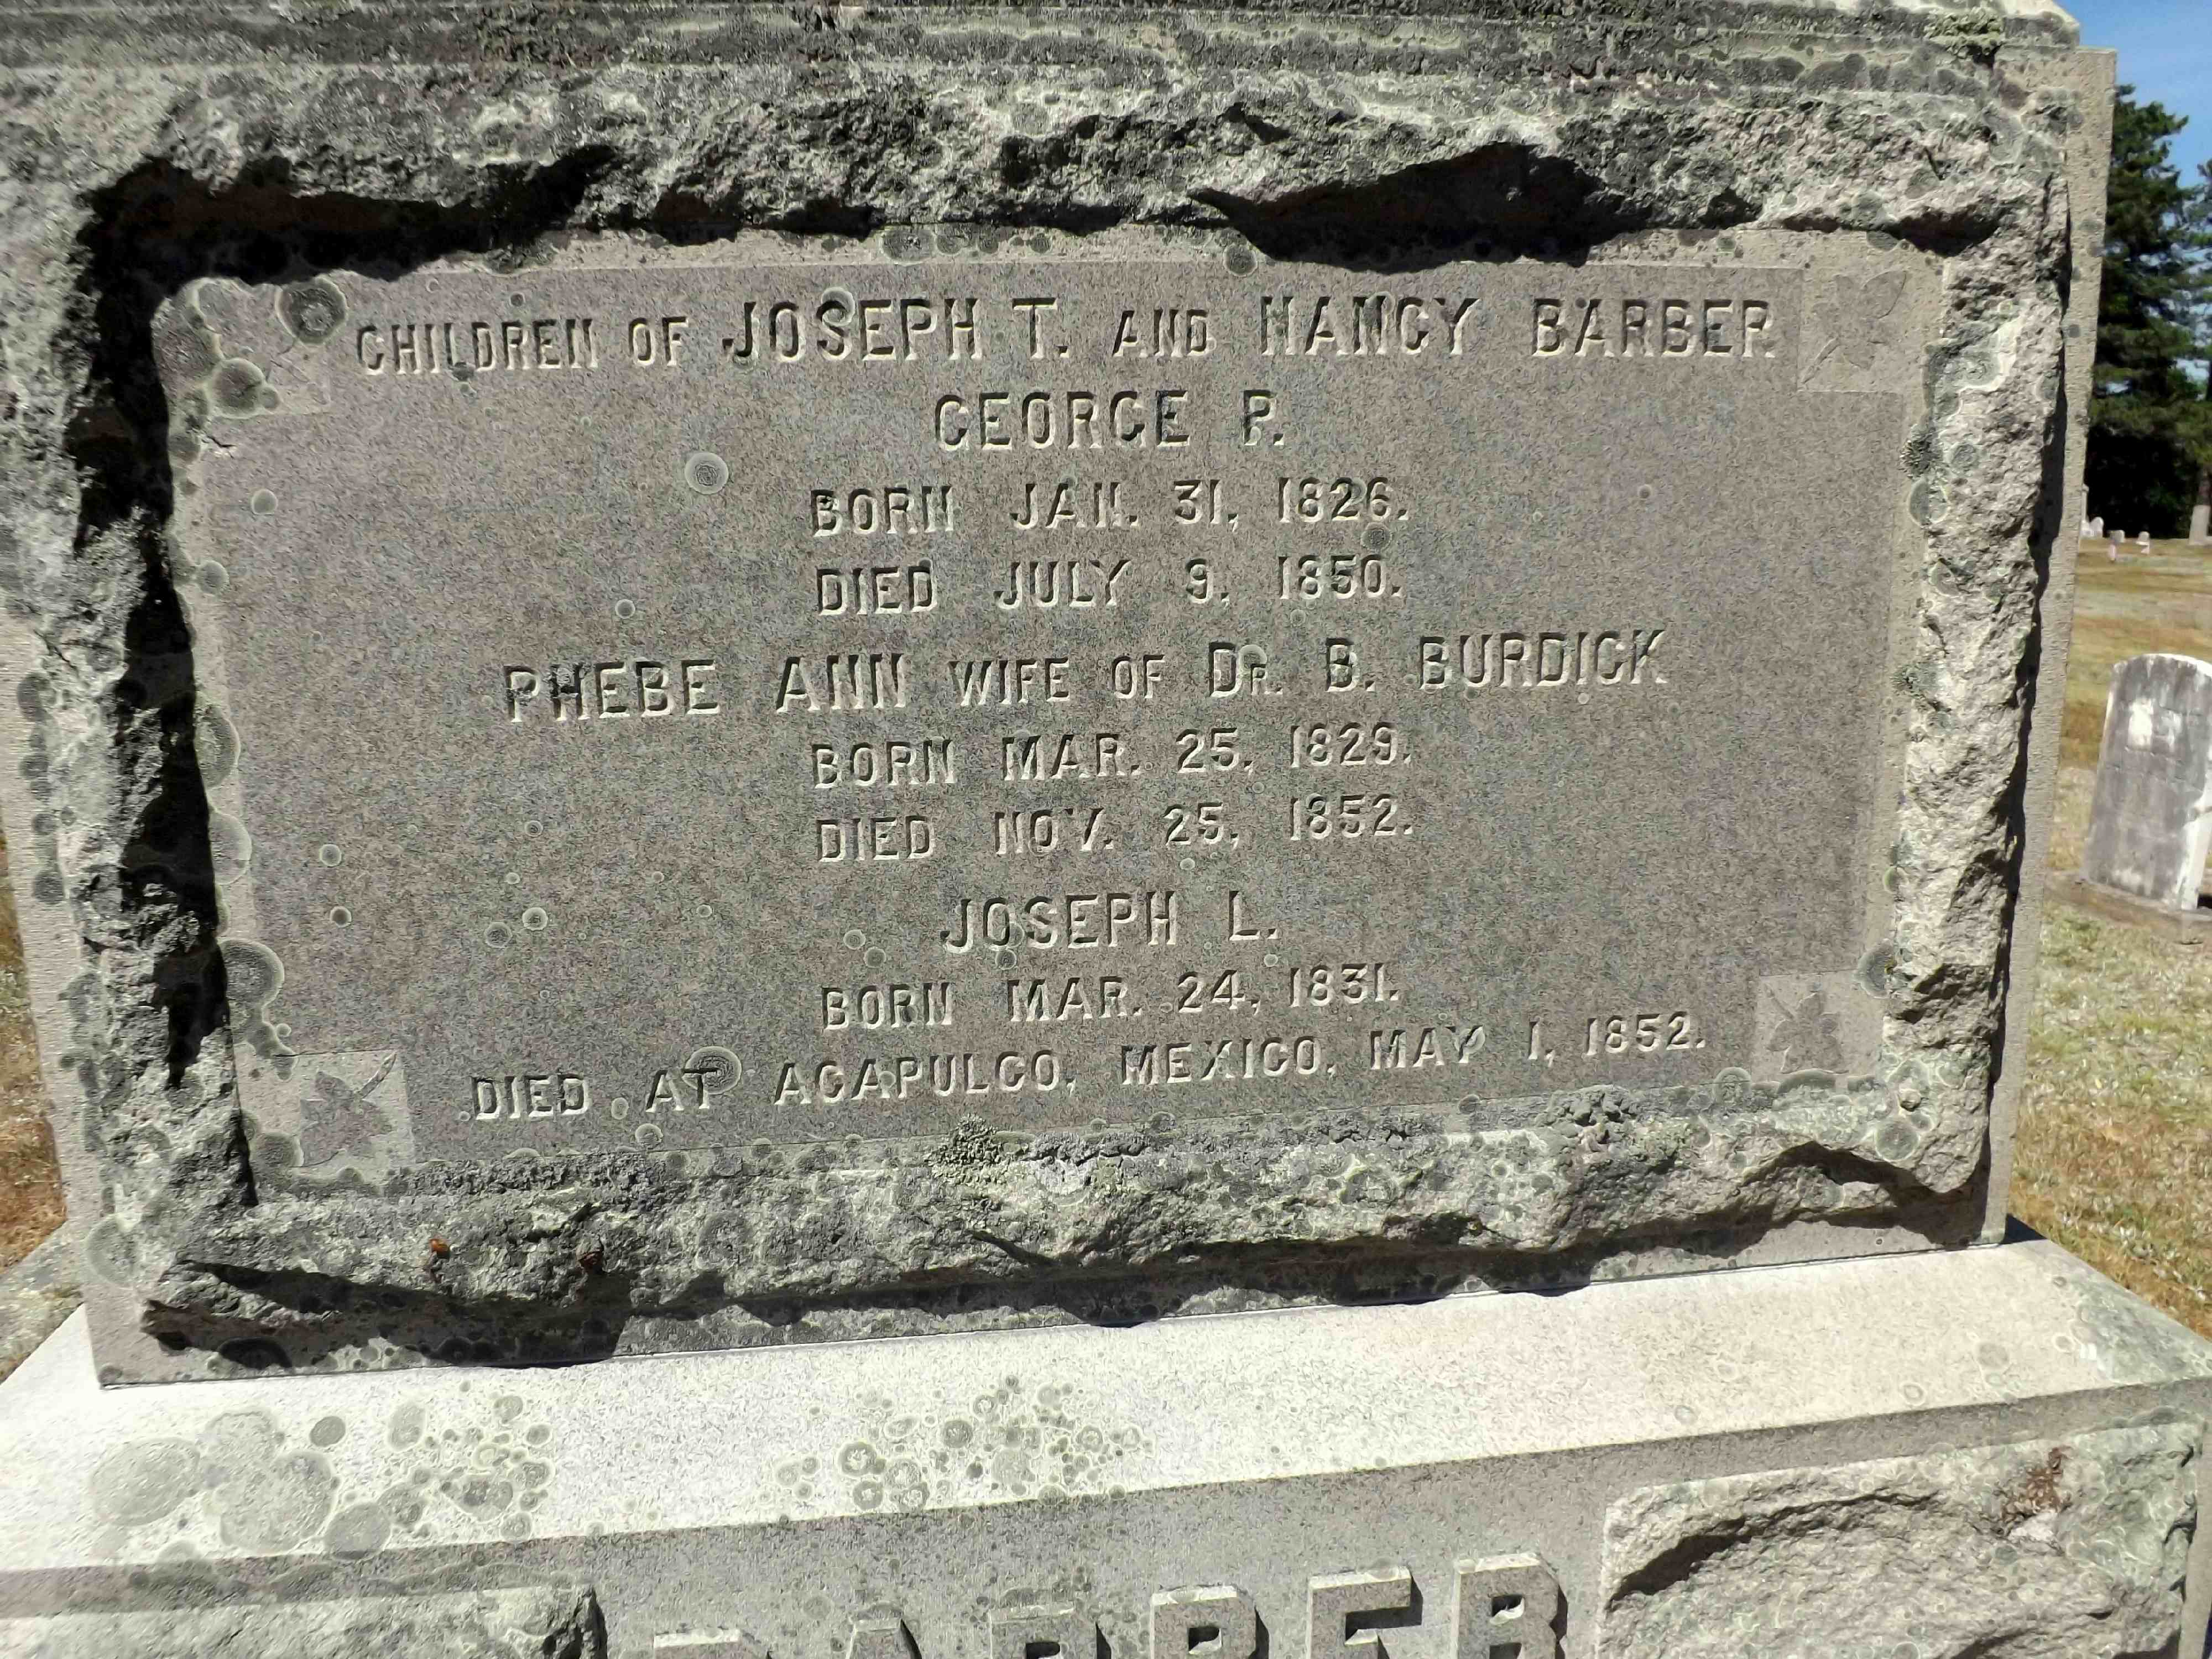 CHILDREN OF JOSEPH T. AND NANCY BARBER
GEORGE P.
BORN JAN. 31, 1826.
DIED JULY 9, 1850.
PHEBE ANN WIFE OF DR. B. BURDICK
BORN MAR. 25, 1829.
DIED NOV. 25, 1852.
JOSEPH L.
BORN MAR. 24, 1831.
DIED AT ACAPULCO, MEXICO, MAY 1, 1852.
BARBER